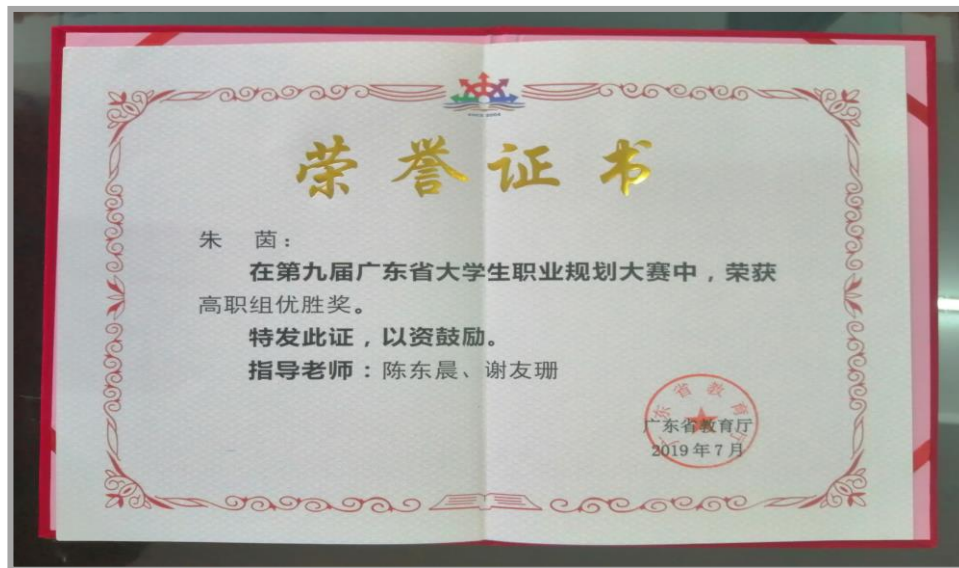 荣誉证书
朱 茵：
在第九届广东省大学生职业规划大赛中，荣获
高职组优胜奖。
特发此证，以资鼓励。
指导老师：陈东晨、谢友珊
广东省教育厅
广东省教育厅
2019年7月